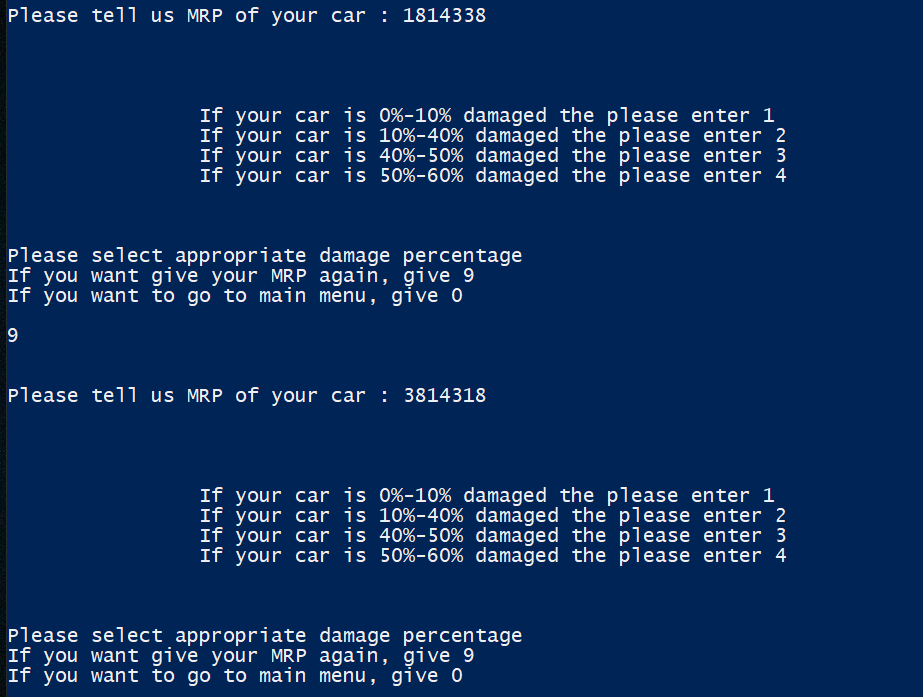 Please tell us MRP of your car : 1814338
If your car is 0%-10% damaged the please enter 1
If your car is 10%-40% damaged the please enter 2
If your car is 40%-50% damaged the please enter 3
If your car is 50%-60% damaged the please enter 4
Please select appropriate damage percentage
If you want give your MRP again, give 9
If you want to go to main menu, give 0
9
Please tell us MRP of your car : 3814318
If your car is 0%-10% damaged the please enter 1
If your car is 10%-40% damaged the please enter 2
If your car is 40%-50% damaged the please enter 3
If your car is 50%-60% damaged the please enter 4
Please select appropriate damage percentage
If you want give your MRP again, give 9
If you want to go to main menu, give 0